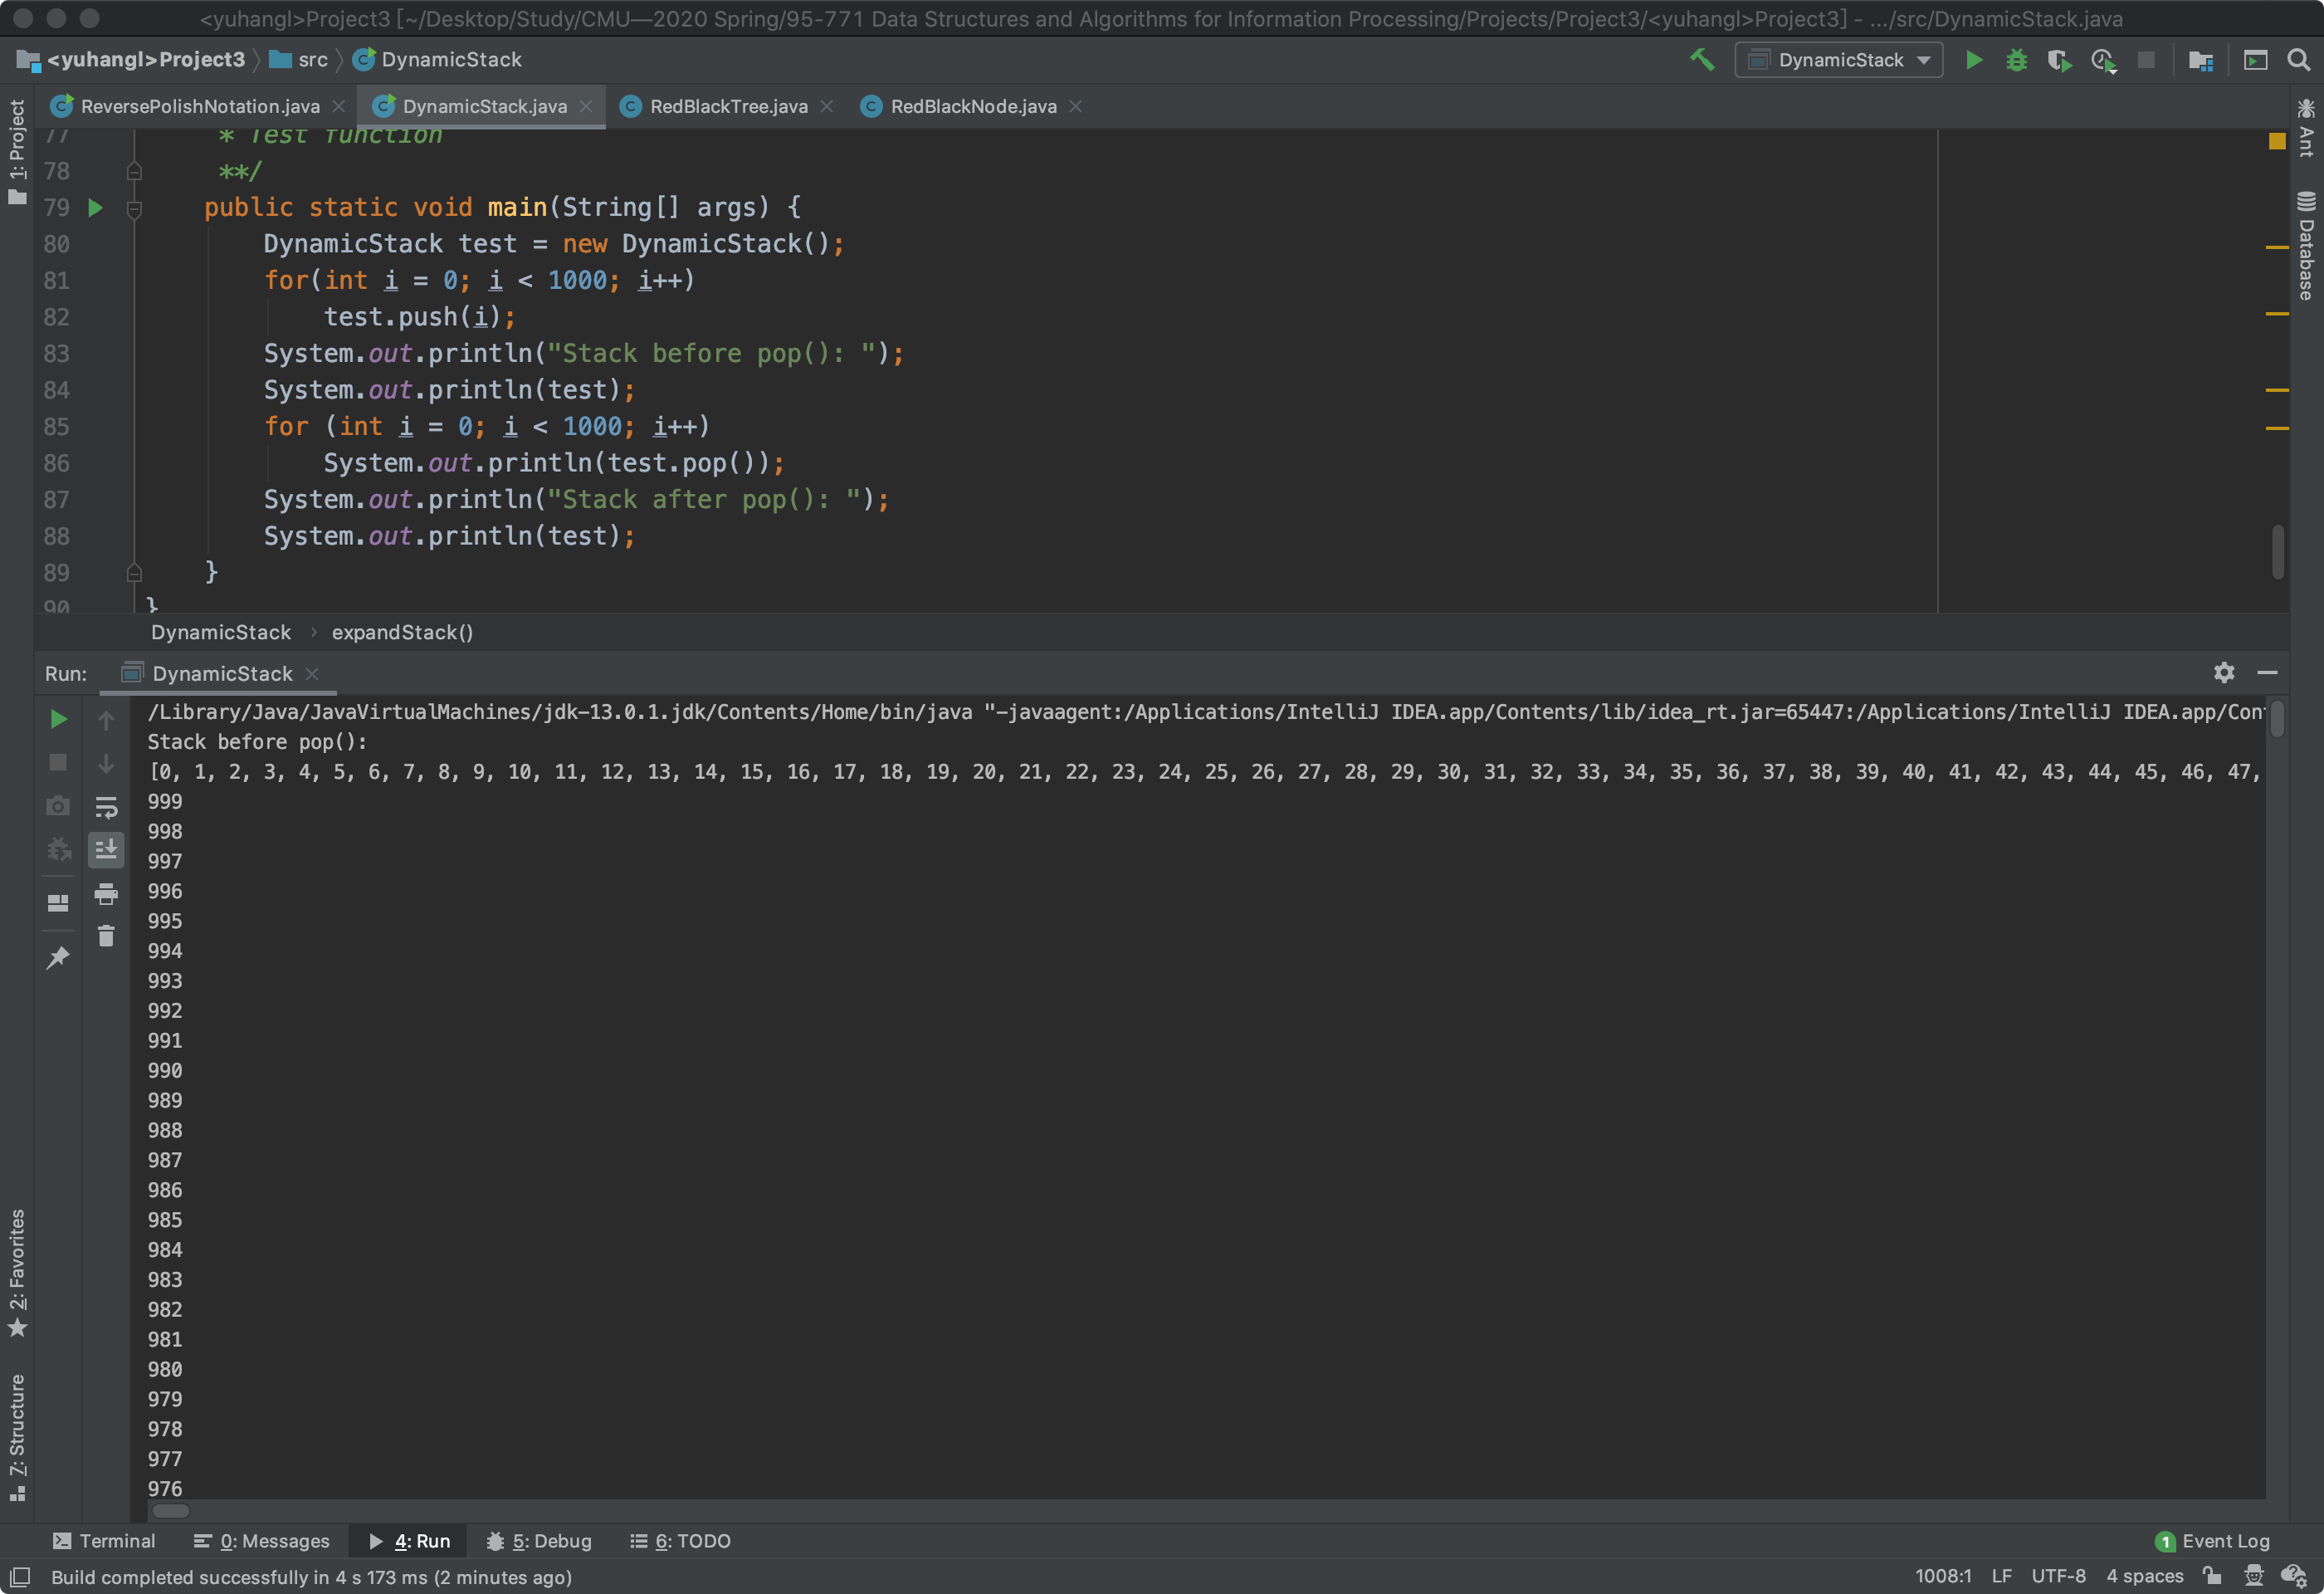 <yuhangl>Project3 [~/Desktop/Study/CMU—2020 Spring/95-771 Data Structures and Algorithms for Information Processing/Projects/Project3/<yuhangl>Project3] - .../src/DynamicStack.java
<yuhangl>Project3 src DynamicStack DynamicStack
ReversePolishNotation.java DynamicStack.java RedBlackTree.java RedBlackNode.java
1: Project
Ant
Database
77 * Test function
78 **/
79 public static void main(String[] args) {
80 DynamicStack test = new DynamicStack();
81 for(int i = 0; i < 1000; i++)
82 test.push(i);
83 System.out.println("Stack before pop(): ");
84 System.out.println(test);
85 for (int i = 0; i < 1000; i++)
86 System.out.println(test.pop());
87 System.out.println("Stack after pop(): ");
88 System.out.println(test);
89 }
90 }
DynamicStack › expandStack()
Run: DynamicStack
/Library/Java/JavaVirtualMachines/jdk-13.0.1.jdk/Contents/Home/bin/java "-javaagent:/Applications/IntelliJ IDEA.app/Contents/lib/idea_rt.jar=65447:/Applications/IntelliJ IDEA.app/Con
Stack before pop():
[0, 1, 2, 3, 4, 5, 6, 7, 8, 9, 10, 11, 12, 13, 14, 15, 16, 17, 18, 19, 20, 21, 22, 23, 24, 25, 26, 27, 28, 29, 30, 31, 32, 33, 34, 35, 36, 37, 38, 39, 40, 41, 42, 43, 44, 45, 46, 47,
999
998
997
996
995
994
993
992
991
990
989
988
987
986
985
984
983
982
981
980
979
978
977
976
2: Favorites
7: Structure
Terminal 0: Messages 4: Run 5: Debug 6: TODO 1 Event Log
Build completed successfully in 4 s 173 ms (2 minutes ago) 1008:1 LF UTF-8 4 spaces